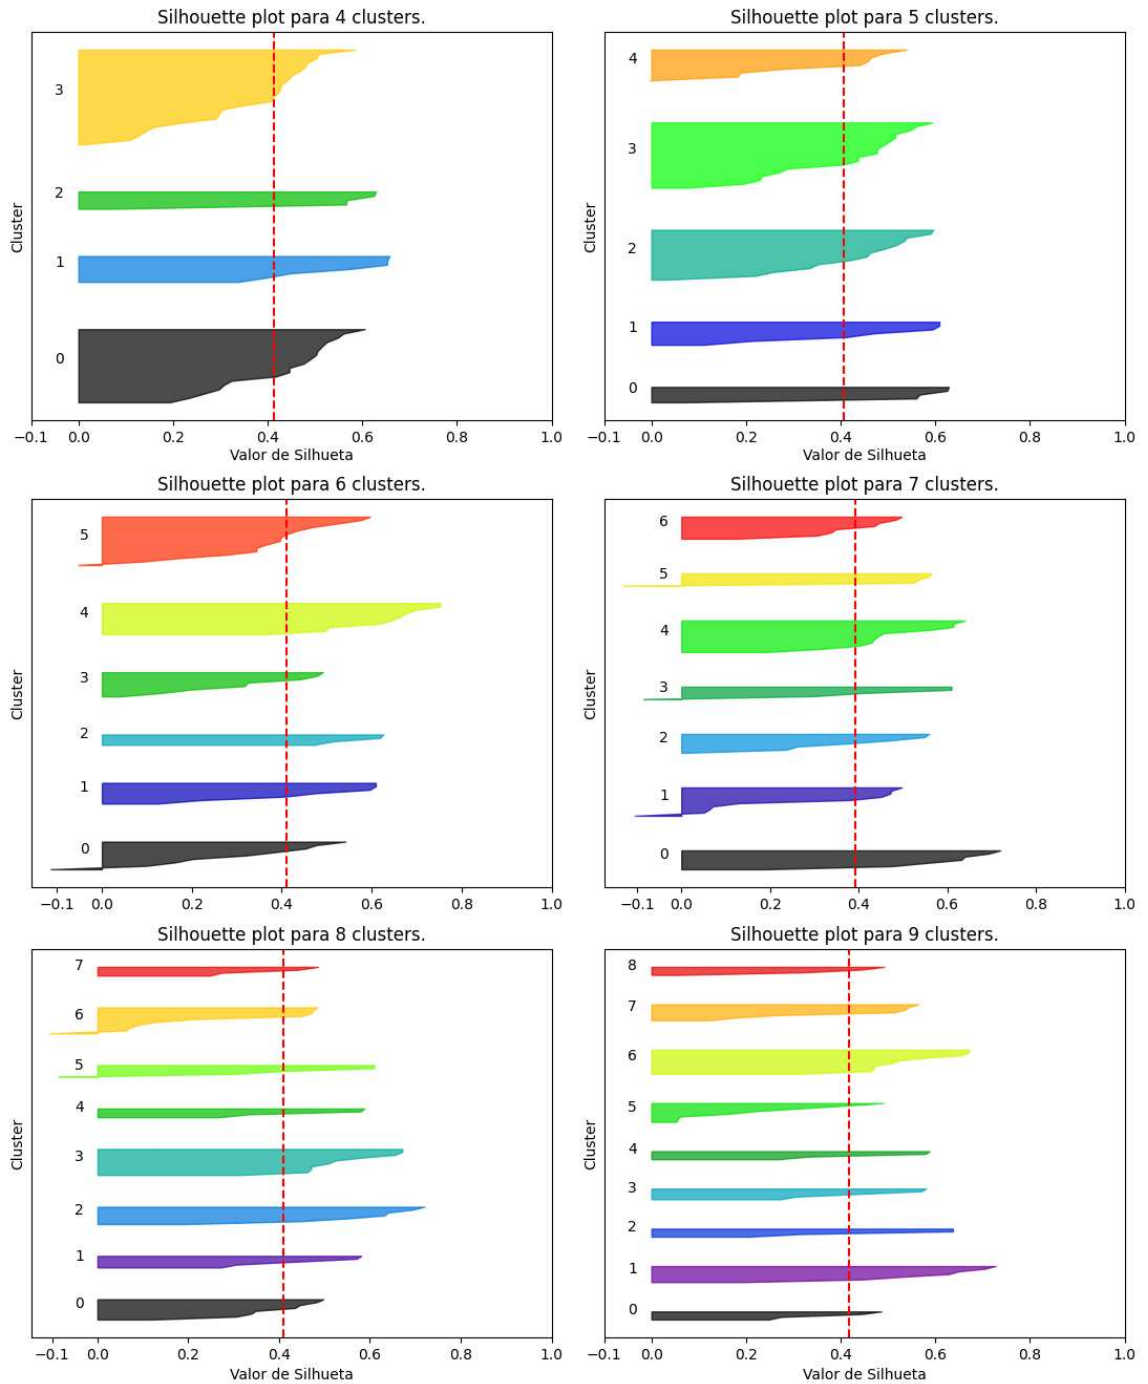 Silhouette plot para 4 clusters.
Cluster
3
2
1
0
−0.1 0.0 0.2 0.4 0.6 0.8 1.0
Valor de Silhueta
Silhouette plot para 5 clusters.
Cluster
4
3
2
1
0
−0.1 0.0 0.2 0.4 0.6 0.8 1.0
Valor de Silhueta
Silhouette plot para 6 clusters.
Cluster
5
4
3
2
1
0
−0.1 0.0 0.2 0.4 0.6 0.8 1.0
Silhouette plot para 7 clusters.
Cluster
6
5
4
3
2
1
0
−0.1 0.0 0.2 0.4 0.6 0.8 1.0
Silhouette plot para 8 clusters.
Cluster
7
6
5
4
3
2
1
0
−0.1 0.0 0.2 0.4 0.6 0.8 1.0
Valor de Silhueta
Silhouette plot para 9 clusters.
Cluster
8
7
6
5
4
3
2
1
0
−0.1 0.0 0.2 0.4 0.6 0.8 1.0
Valor de Silhueta